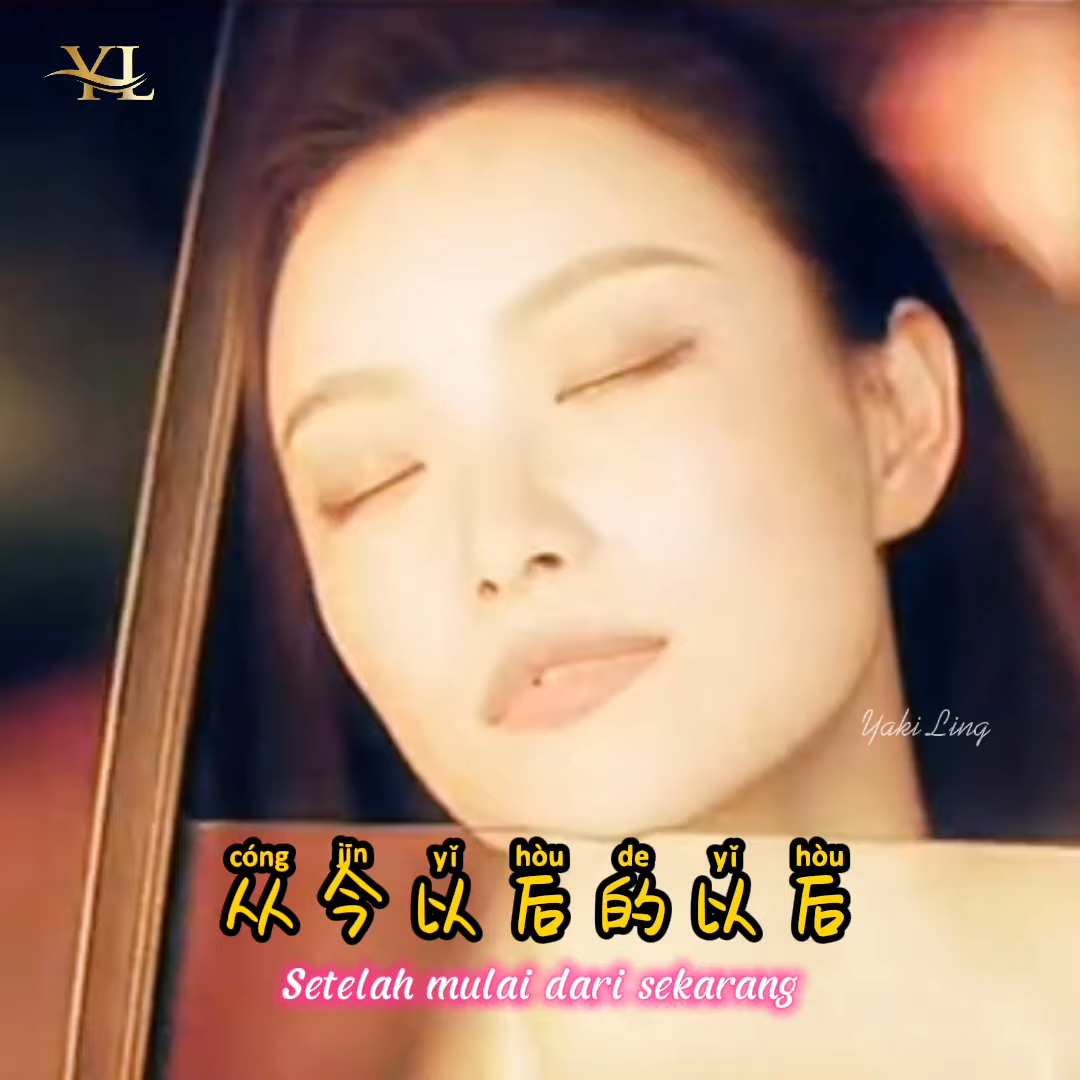 YL
Yaki Ling
cóng jīn yǐ hòu de yǐ hòu
从今以后的以后
Setelah mulai dari sekarang